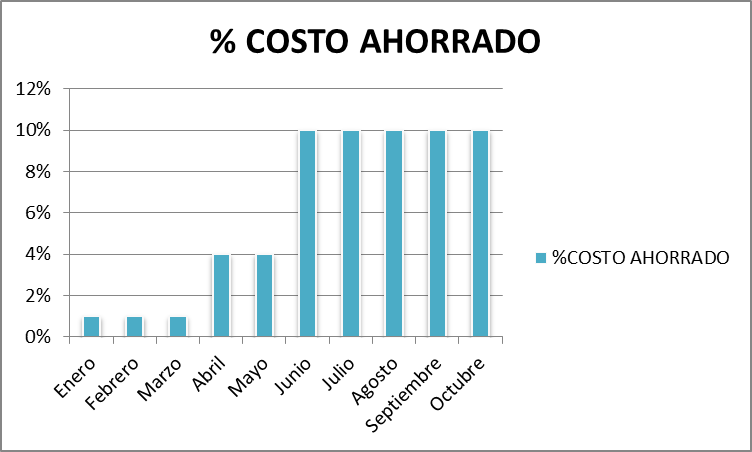 % COSTO AHORRADO
12%
10%
8%
6%
4%
2%
0%
Enero
Febrero
Marzo
Abril
Mayo
Junio
Julio
Agosto
Septiembre
Octubre
%COSTO AHORRADO